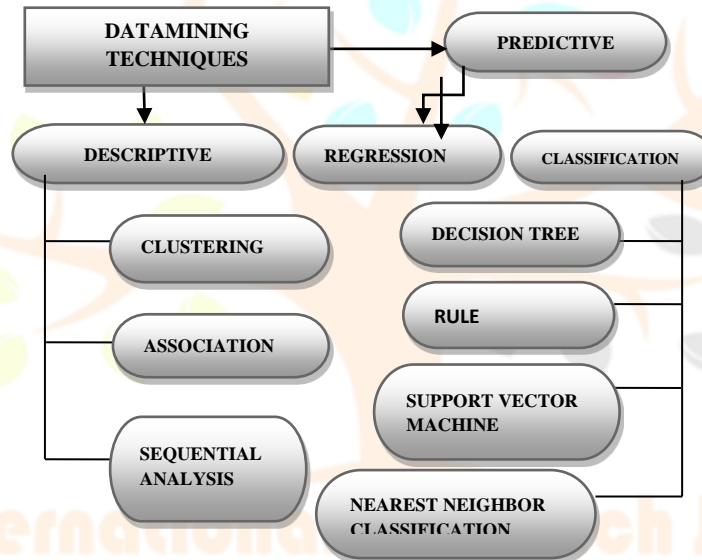 DATAMINING
TECHNIQUES
PREDICTIVE
DESCRIPTIVE
REGRESSION
CLASSIFICATION
CLUSTERING
DECISION TREE
RULE
ASSOCIATION
SUPPORT VECTOR
MACHINE
SEQUENTIAL
ANALYSIS
NEAREST NEIGHBOR
CLASSIFICATION